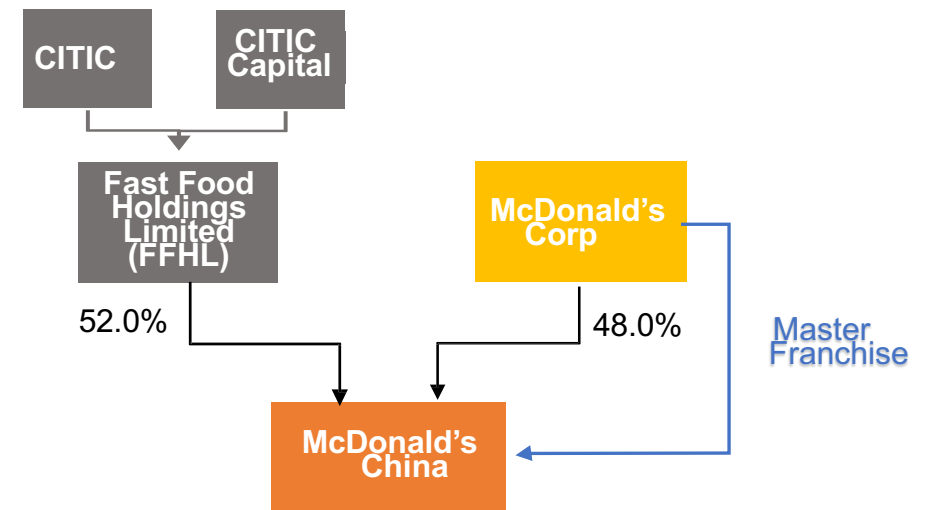 CITIC
CITIC
Capital
Fast Food
Holdings
Limited
(FFHL)
McDonald’s
Corp
52.0%
48.0%
Master
Franchise
McDonald’s
China